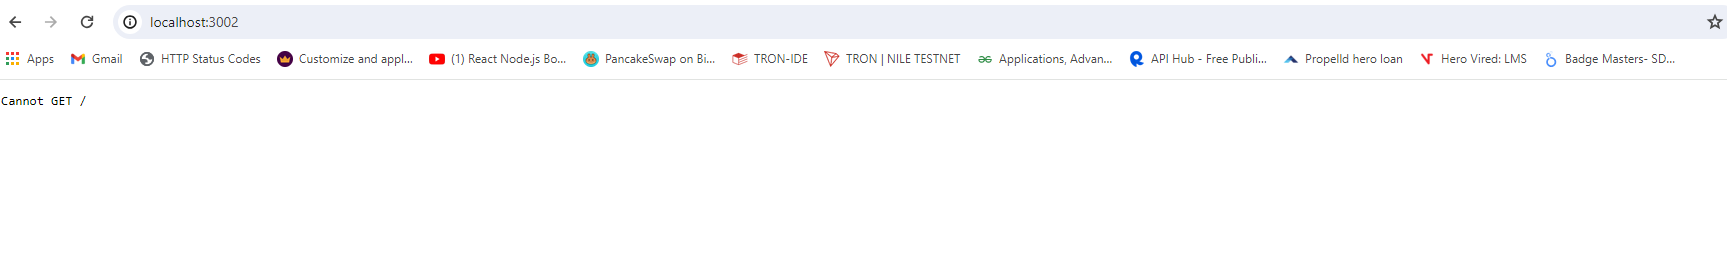 localhost:3002
Apps Gmail HTTP Status Codes Customize and appl... (1) React Node.js Bo... PancakeSwap on Bi... TRON-IDE TRON | NILE TESTNET Applications, Advan... API Hub - Free Publi... Propelld hero loan Hero Vired: LMS Badge Masters- SD...
Cannot GET /